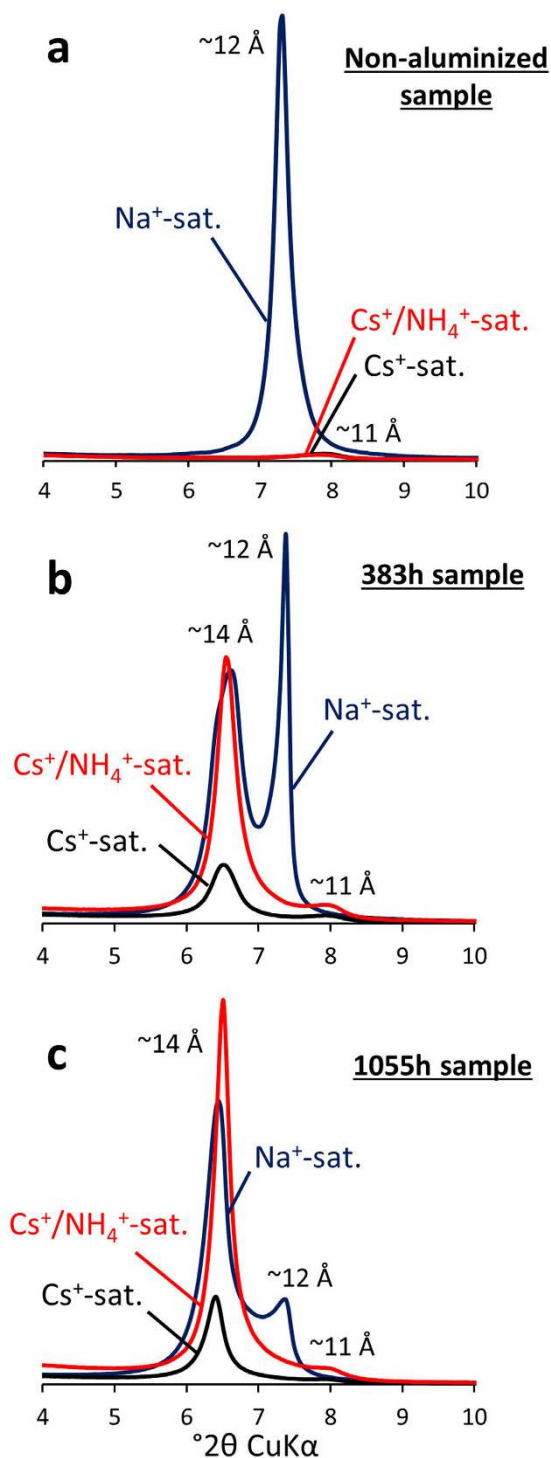 a
~12 Å
Non-aluminized
sample
Na⁺-sat.
Cs⁺/NH₄⁺-sat.
Cs⁺-sat.
~11 Å
4 5 6 7 8 9 10
b
~12 Å
383h sample
~14 Å
Na⁺-sat.
Cs⁺/NH₄⁺-sat.
Cs⁺-sat.
~11 Å
4 5 6 7 8 9 10
c
~14 Å
1055h sample
Na⁺-sat.
Cs⁺/NH₄⁺-sat.
~12 Å
Cs⁺-sat.
~11 Å
4 5 6 7 8 9 10
°2θ CuKα